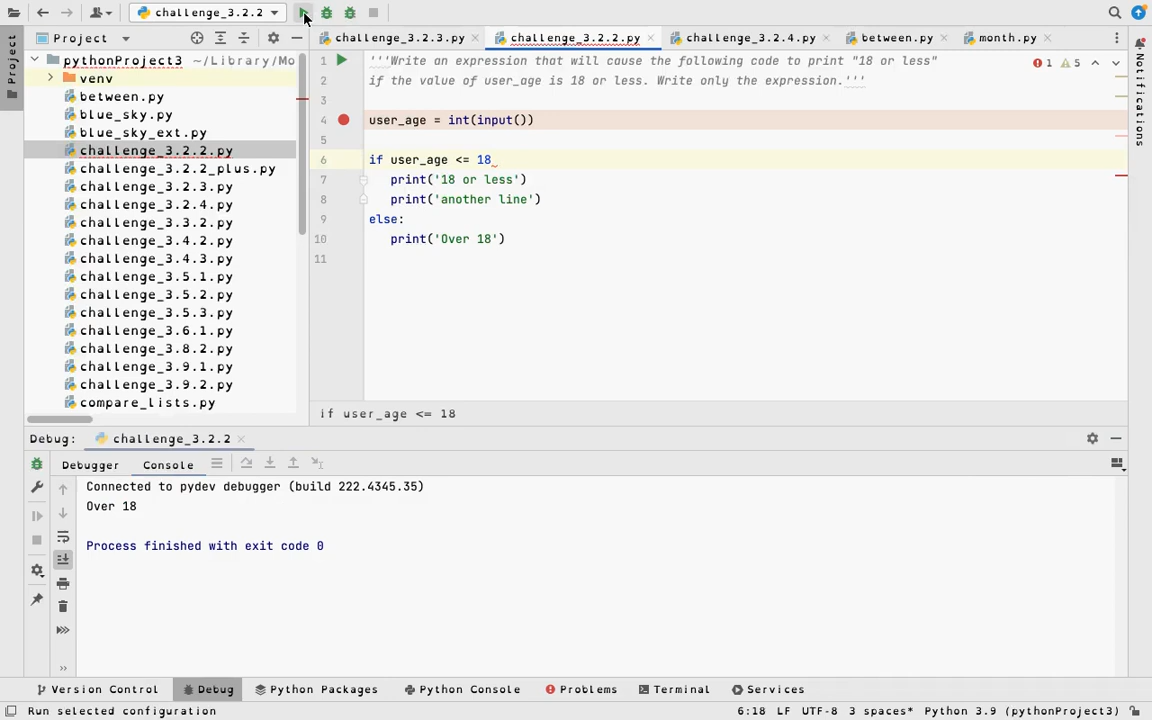 challenge_3.2.2
Project
challenge_3.2.3.py
challenge_3.2.2.py
challenge_3.2.4.py
between.py
month.py
Project
pythonProject3 ~/Library/Mo
venv
between.py
blue_sky.py
blue_sky_ext.py
challenge_3.2.2.py
challenge_3.2.2_plus.py
challenge_3.2.3.py
challenge_3.2.4.py
challenge_3.3.2.py
challenge_3.4.2.py
challenge_3.4.3.py
challenge_3.5.1.py
challenge_3.5.2.py
challenge_3.5.3.py
challenge_3.6.1.py
challenge_3.8.2.py
challenge_3.9.1.py
challenge_3.9.2.py
compare_lists.py
1 '''Write an expression that will cause the following code to print "18 or less"
2 if the value of user_age is 18 or less. Write only the expression.'''
3
4 user_age = int(input())
5
6 if user_age <= 18
7 print('18 or less')
8 print('another line')
9 else:
10 print('Over 18')
11
1 5
Notifications
if user_age <= 18
Debug: challenge_3.2.2
Debugger Console
Connected to pydev debugger (build 222.4345.35)
Over 18
Process finished with exit code 0
Version Control Debug Python Packages Python Console Problems Terminal Services
Run selected configuration 6:18 LF UTF-8 3 spaces* Python 3.9 (pythonProject3)